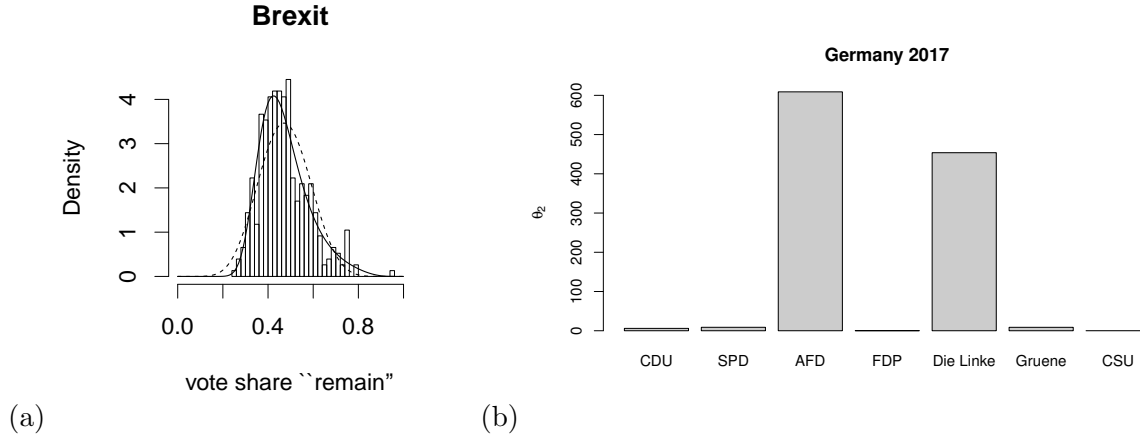 Brexit
Density
0
1
2
3
4
0.0
0.4
0.8
vote share ``remain”
(a)
Germany 2017
θ₂
0
100
200
300
400
500
600
CDU
SPD
AFD
FDP
Die Linke
Gruene
CSU
(b)